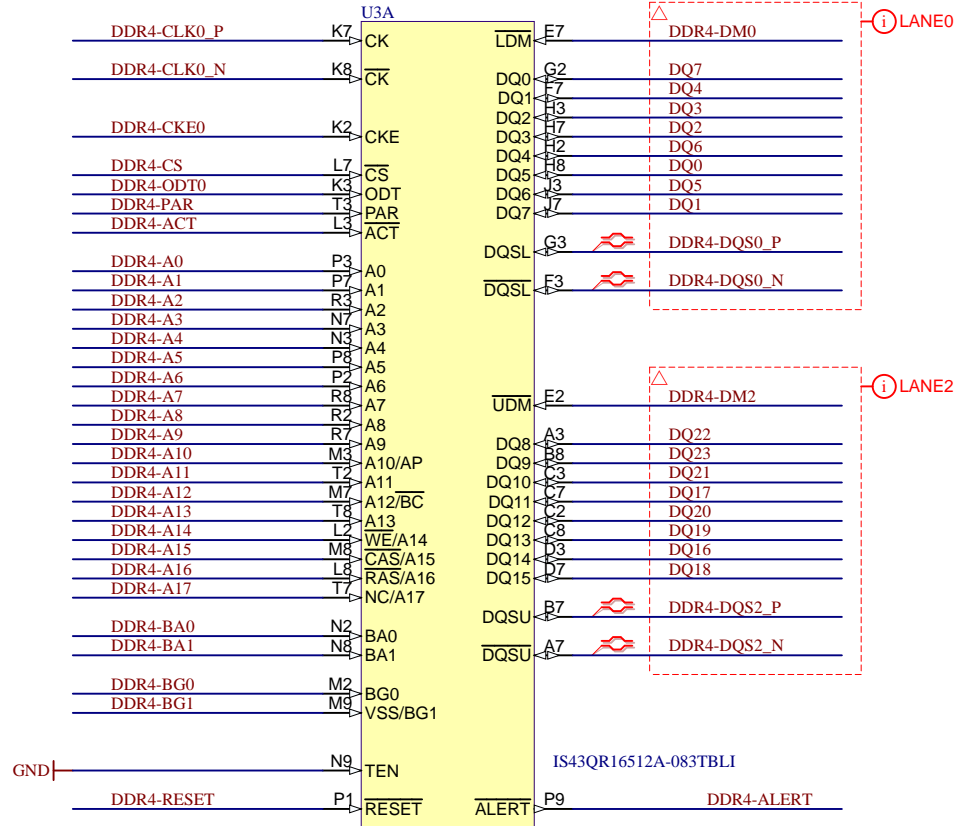 U3A
DDR4-CLK0_P K7 CK LDM E7 DDR4-DM0 i LANE0
DDR4-CLK0_N K8 CK DQ0 G2 DQ7
DQ1 F7 DQ4
DQ2 H3 DQ3
DDR4-CKE0 K2 CKE DQ3 H7 DQ2
DQ4 H2 DQ6
DDR4-CS L7 CS DQ5 H8 DQ0
DDR4-ODT0 K3 ODT DQ6 J3 DQ5
DDR4-PAR T3 PAR DQ7 J7 DQ1
DDR4-ACT L3 ACT
DQSL G3 DDR4-DQS0_P
DDR4-A0 P3 A0
DDR4-A1 P7 A1 DQSL F3 DDR4-DQS0_N
DDR4-A2 R3 A2
DDR4-A3 N7 A3
DDR4-A4 N3 A4
DDR4-A5 P8 A5
DDR4-A6 P2 A6 i LANE2
DDR4-A7 R8 A7 UDM E2 DDR4-DM2
DDR4-A8 R2 A8
DDR4-A9 R7 A9 DQ8 A3 DQ22
DDR4-A10 M3 A10/AP DQ9 B8 DQ23
DDR4-A11 T2 A11 DQ10 C3 DQ21
DDR4-A12 M7 A12/BC DQ11 C7 DQ17
DDR4-A13 T8 A13 DQ12 C2 DQ20
DDR4-A14 L2 WE/A14 DQ13 C8 DQ19
DDR4-A15 M8 CAS/A15 DQ14 D3 DQ16
DDR4-A16 L8 RAS/A16 DQ15 D7 DQ18
DDR4-A17 T7 NC/A17
DQSU B7 DDR4-DQS2_P
DDR4-BA0 N2 BA0
DDR4-BA1 N8 BA1 DQSU A7 DDR4-DQS2_N
DDR4-BG0 M2 BG0
DDR4-BG1 M9 VSS/BG1
GND N9 TEN IS43QR16512A-083TBLI
DDR4-RESET P1 RESET ALERT P9 DDR4-ALERT